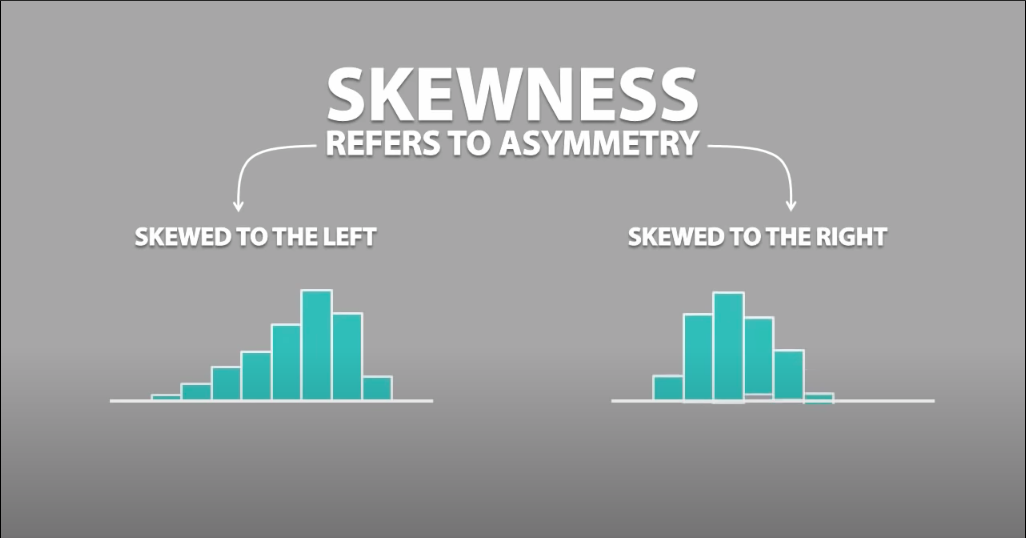 SKEWNESS
REFERS TO ASYMMETRY
SKEWED TO THE LEFT
SKEWED TO THE RIGHT